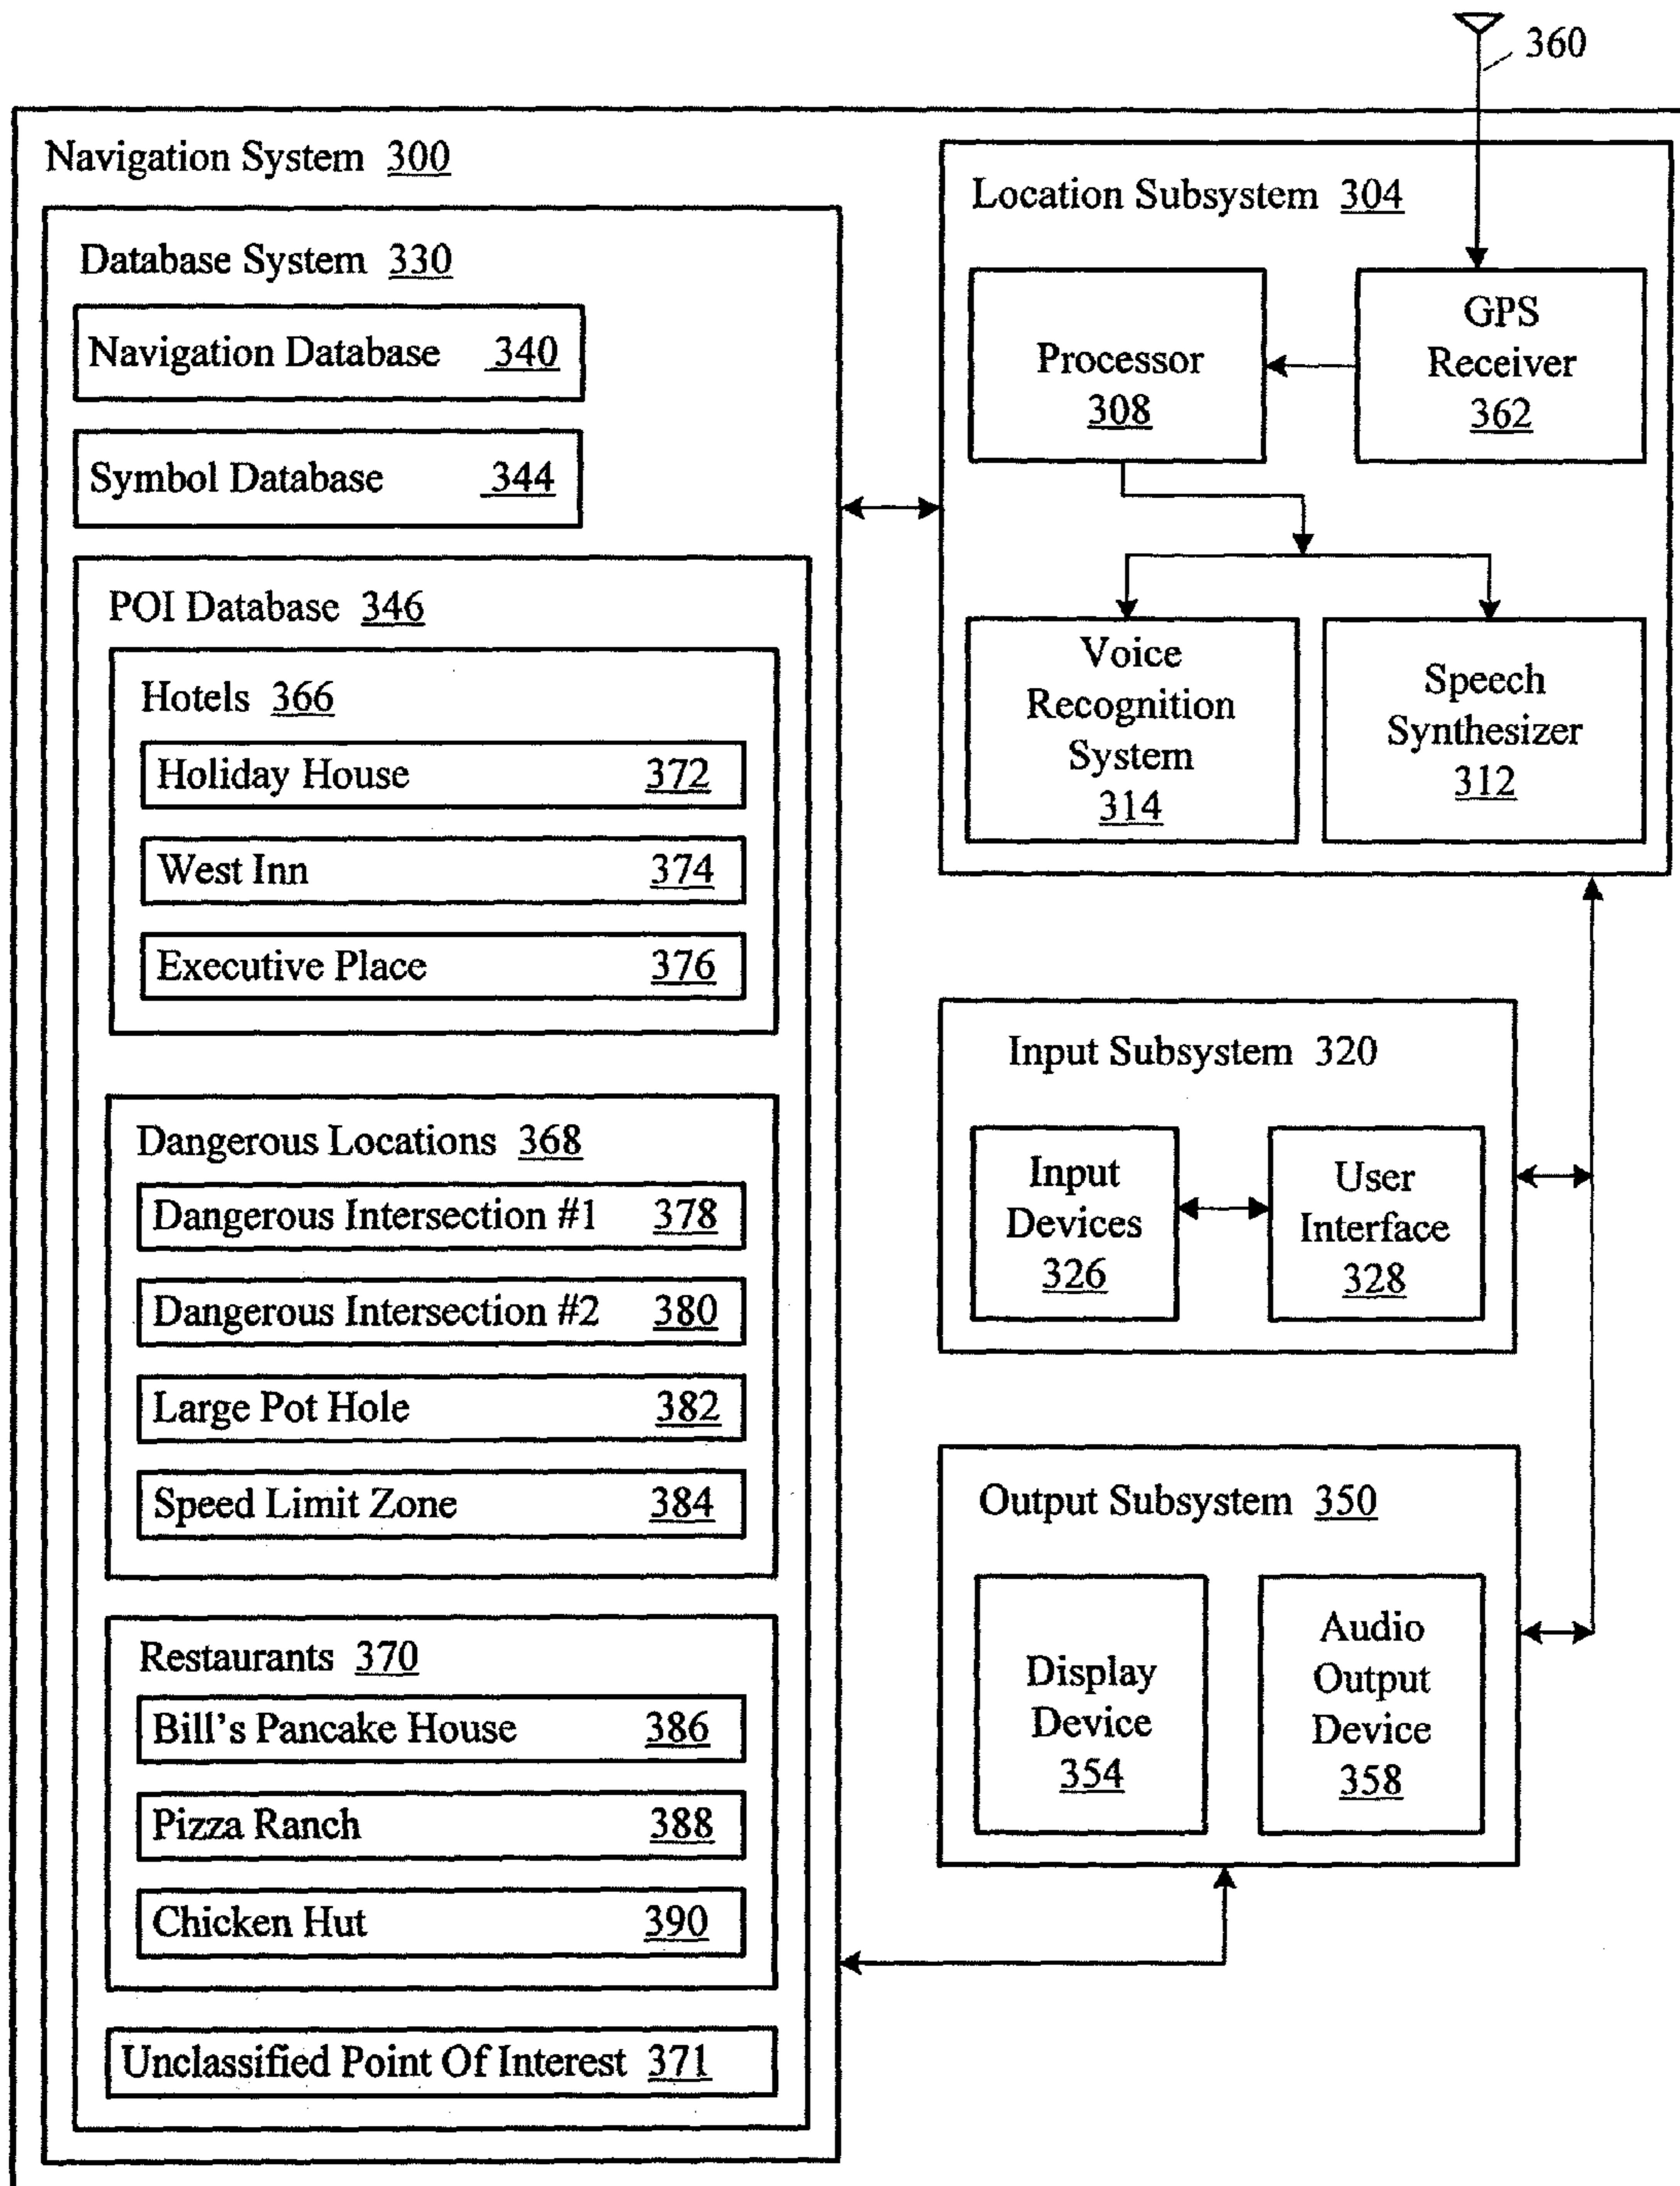 360
Navigation System 300
Database System 330
Navigation Database 340
Symbol Database 344
POI Database 346
Hotels 366
Holiday House 372
West Inn 374
Executive Place 376
Dangerous Locations 368
Dangerous Intersection #1 378
Dangerous Intersection #2 380
Large Pot Hole 382
Speed Limit Zone 384
Restaurants 370
Bill's Pancake House 386
Pizza Ranch 388
Chicken Hut 390
Unclassified Point Of Interest 371
Location Subsystem 304
Processor
308
GPS
Receiver
362
Voice
Recognition
System
314
Speech
Synthesizer
312
Input Subsystem 320
Input
Devices
326
User
Interface
328
Output Subsystem 350
Display
Device
354
Audio
Output
Device
358